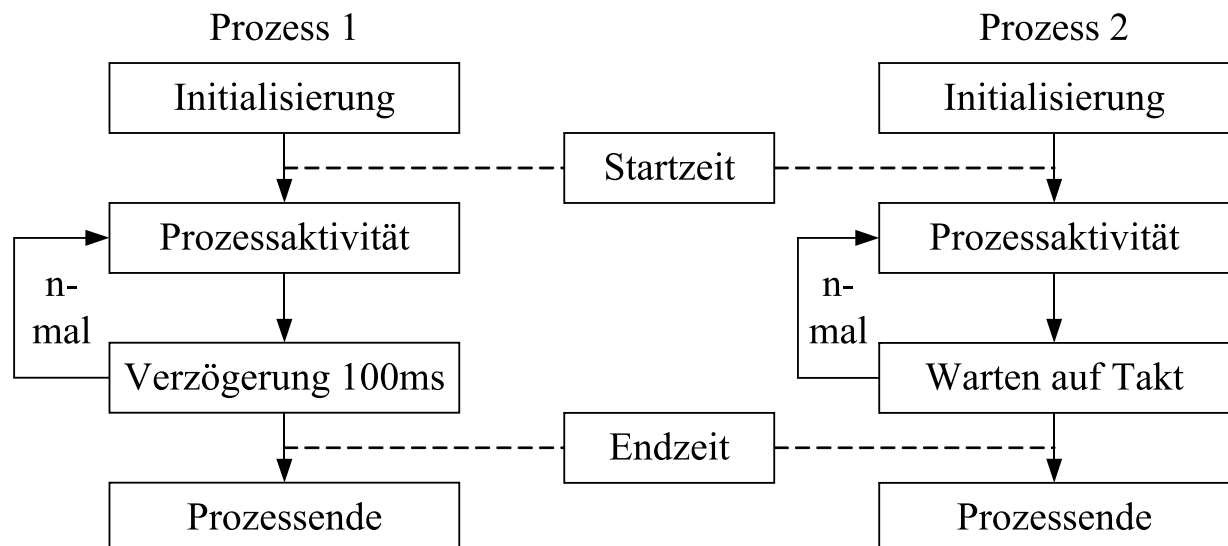 Prozess 1
Prozess 2
Initialisierung
Initialisierung
Startzeit
Prozessaktivität
Prozessaktivität
n-
mal
n-
mal
Verzögerung 100ms
Warten auf Takt
Endzeit
Prozessende
Prozessende